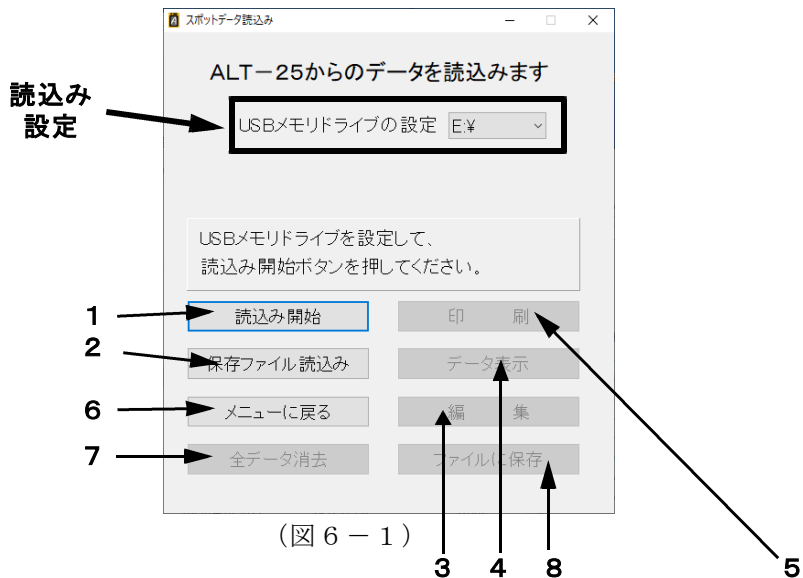 スポットデータ読込み
ALT－25からのデータを読込みます
読込み
設定
USBメモリドライブの設定 E:¥
USBメモリドライブを設定して、
読込み開始ボタンを押してください。
1 読込み開始 印 刷
2 保存ファイル読込み データ表示
6 メニューに戻る 編 集
7 全データ消去 ファイルに保存
（図６－１）
3 4 8 5